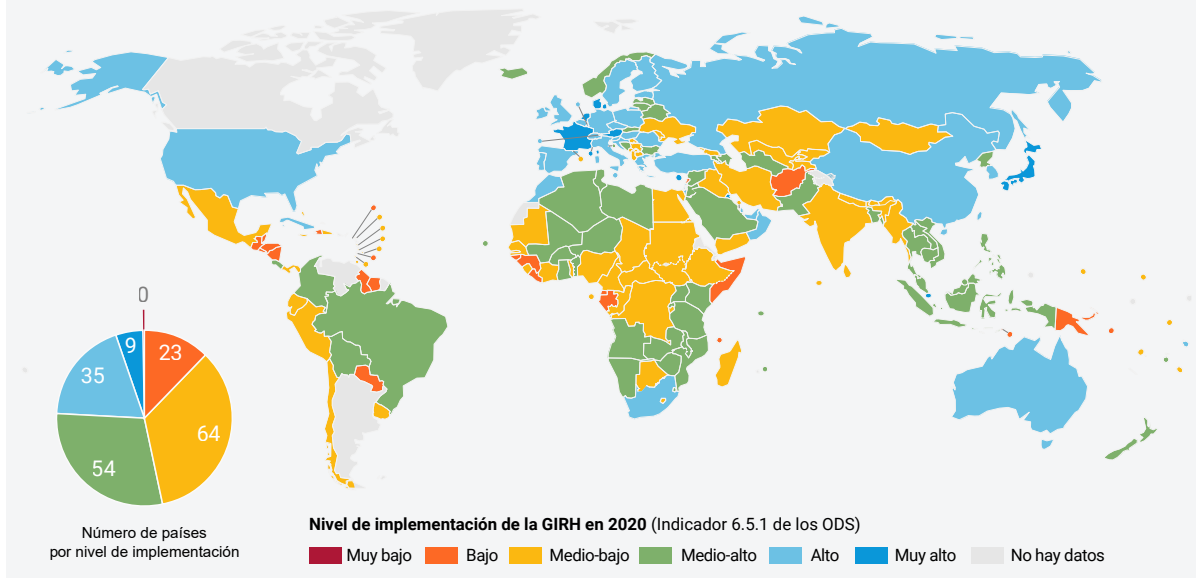 0
9
23
35
64
54
Número de países
por nivel de implementación
Nivel de implementación de la GIRH en 2020 (Indicador 6.5.1 de los ODS)
Muy bajo Bajo Medio-bajo Medio-alto Alto Muy alto No hay datos